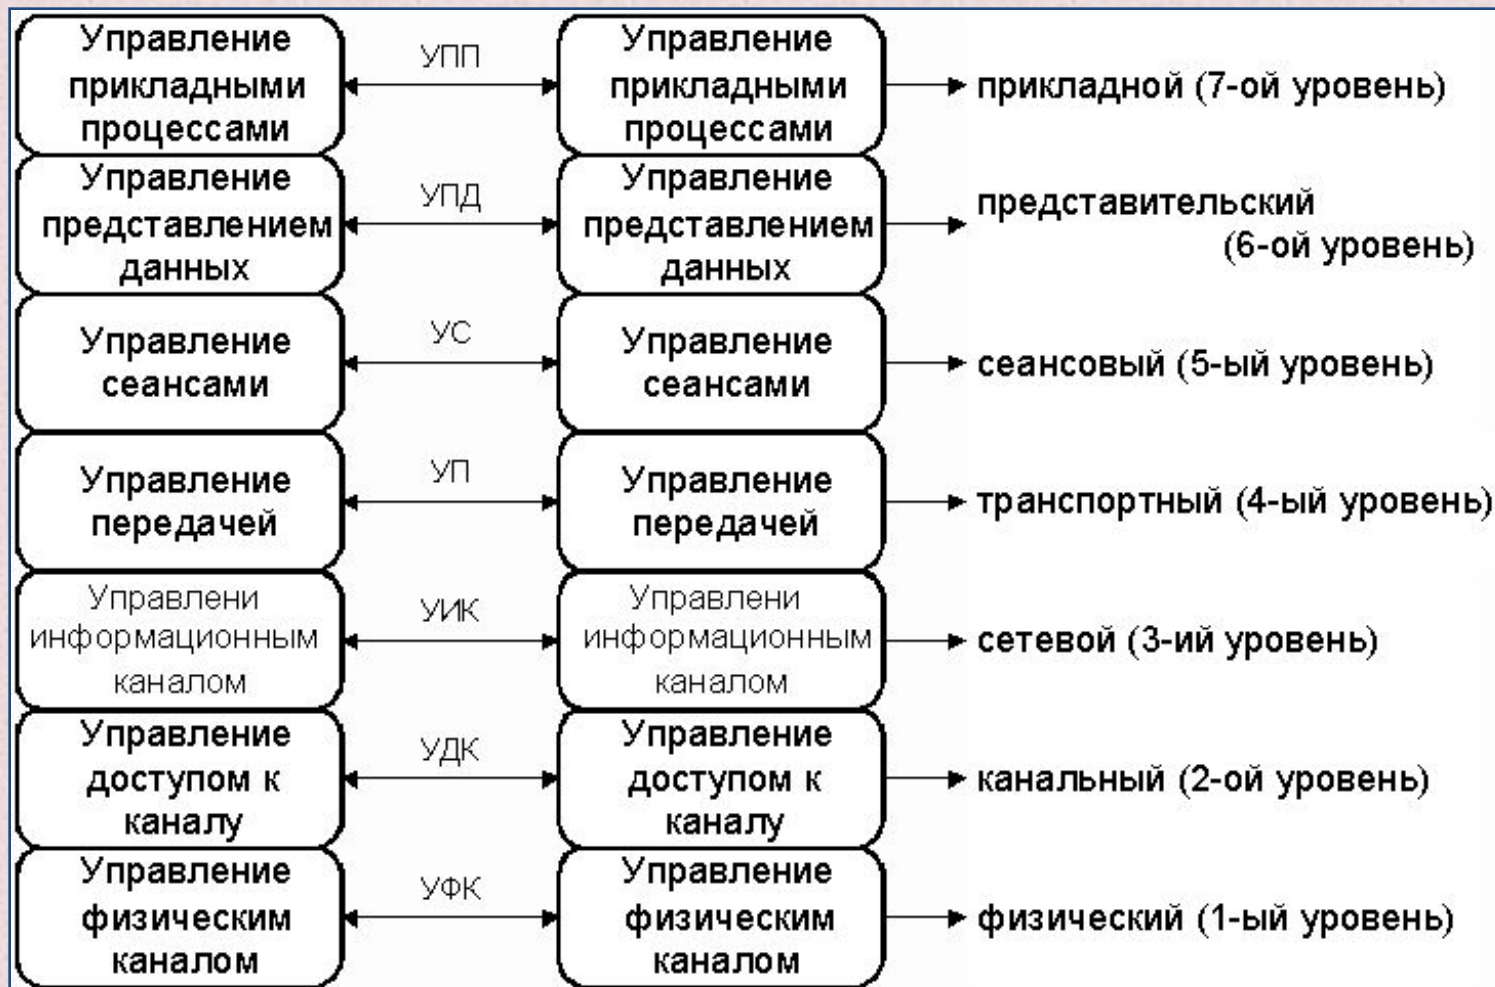 Управление
прикладными
процессами
УПП
Управление
прикладными
процессами
прикладной (7-ой уровень)
Управление
представлением
данных
УПД
Управление
представлением
данных
представительский
(6-ой уровень)
Управление
сеансами
УС
Управление
сеансами
сеансовый (5-ый уровень)
Управление
передачей
УП
Управление
передачей
транспортный (4-ый уровень)
Управлени
информационным
каналом
УИК
Управлени
информационным
каналом
сетевой (3-ий уровень)
Управление
доступом к
каналу
УДК
Управление
доступом к
каналу
канальный (2-ой уровень)
Управление
физическим
каналом
УФК
Управление
физическим
каналом
физический (1-ый уровень)